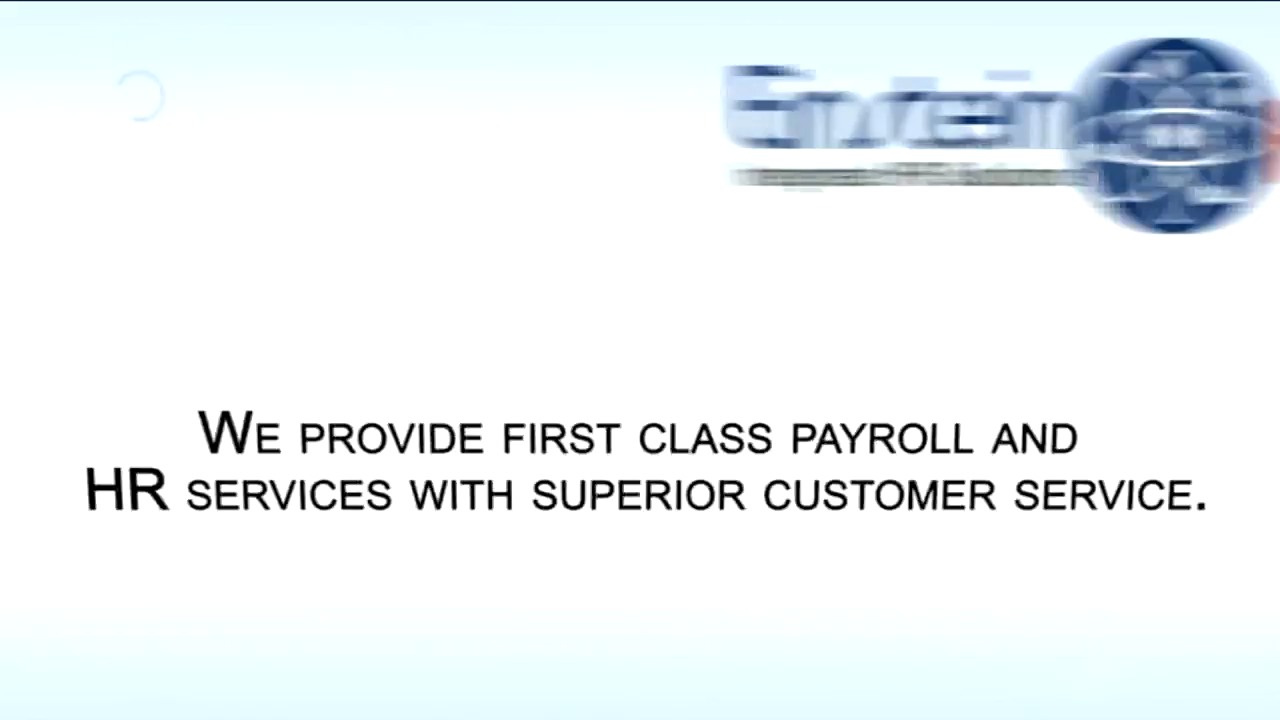 WE PROVIDE FIRST CLASS PAYROLL AND
HR SERVICES WITH SUPERIOR CUSTOMER SERVICE.